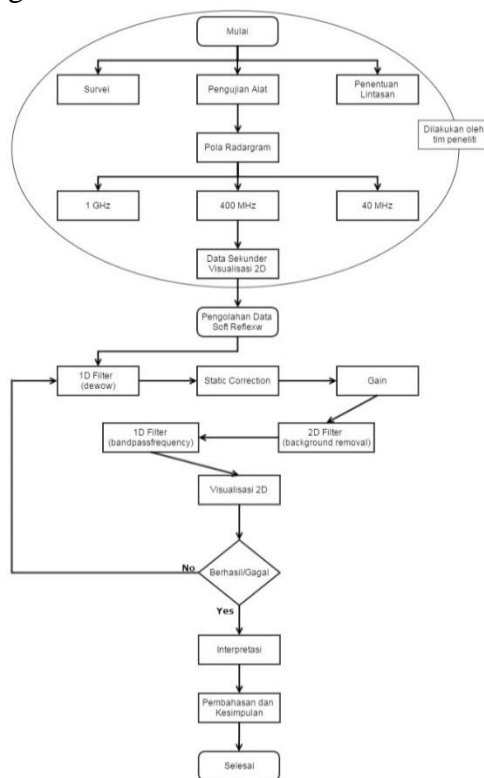 Mulai
Survei
Pengujian Alat
Penentuan
Lintasan
Dilakukan oleh
tim peneliti
Pola Radargram
1 GHz
400 MHz
40 MHz
Data Sekunder
Visualisasi 2D
Pengolahan Data
Soft Reflexw
1D Filter
(dewow)
Static Correction
Gain
1D Filter
(bandpassfrequency)
2D Filter
(background removal)
Visualisasi 2D
Berhasil/Gagal
No
Yes
Interpretasi
Pembahasan dan
Kesimpulan
Selesai